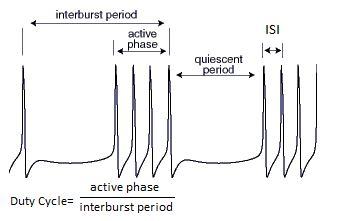 interburst period
active
phase
ISI
quiescent
period
Duty Cycle= active phase
interburst period